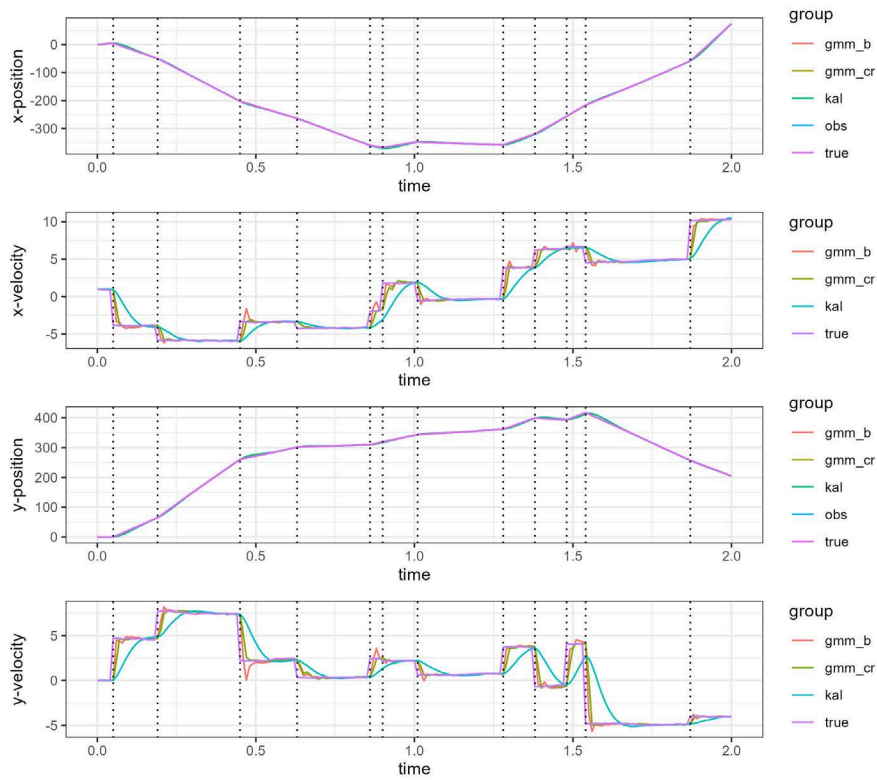 group
gmm_b
gmm_cr
kal
obs
true
x-position
0
-100
-200
-300
0.0 0.5 1.0 1.5 2.0
time
group
gmm_b
gmm_cr
kal
true
x-velocity
10
5
0
-5
0.0 0.5 1.0 1.5 2.0
time
group
gmm_b
gmm_cr
kal
obs
true
y-position
400
300
200
100
0
0.0 0.5 1.0 1.5 2.0
time
group
gmm_b
gmm_cr
kal
true
y-velocity
5
0
-5
0.0 0.5 1.0 1.5 2.0
time